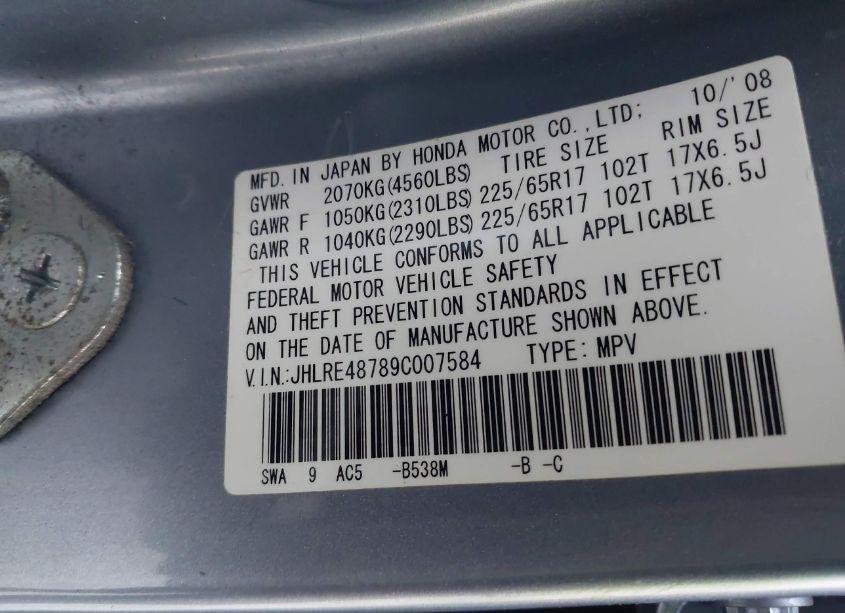 MFD. IN JAPAN BY HONDA MOTOR CO.,LTD; 10/'08
GVWR 2070KG(4560LBS) TIRE SIZE RIM SIZE
GAWR F 1050KG(2310LBS) 225/65R17 102T 17X6.5J
GAWR R 1040KG(2290LBS) 225/65R17 102T 17X6.5J
THIS VEHICLE CONFORMS TO ALL APPLICABLE
FEDERAL MOTOR VEHICLE SAFETY
AND THEFT PREVENTION STANDARDS IN EFFECT
ON THE DATE OF MANUFACTURE SHOWN ABOVE.
V.I.N.:JHLRE48789C007584 TYPE: MPV
SWA 9 AC5 -B538M -B -C